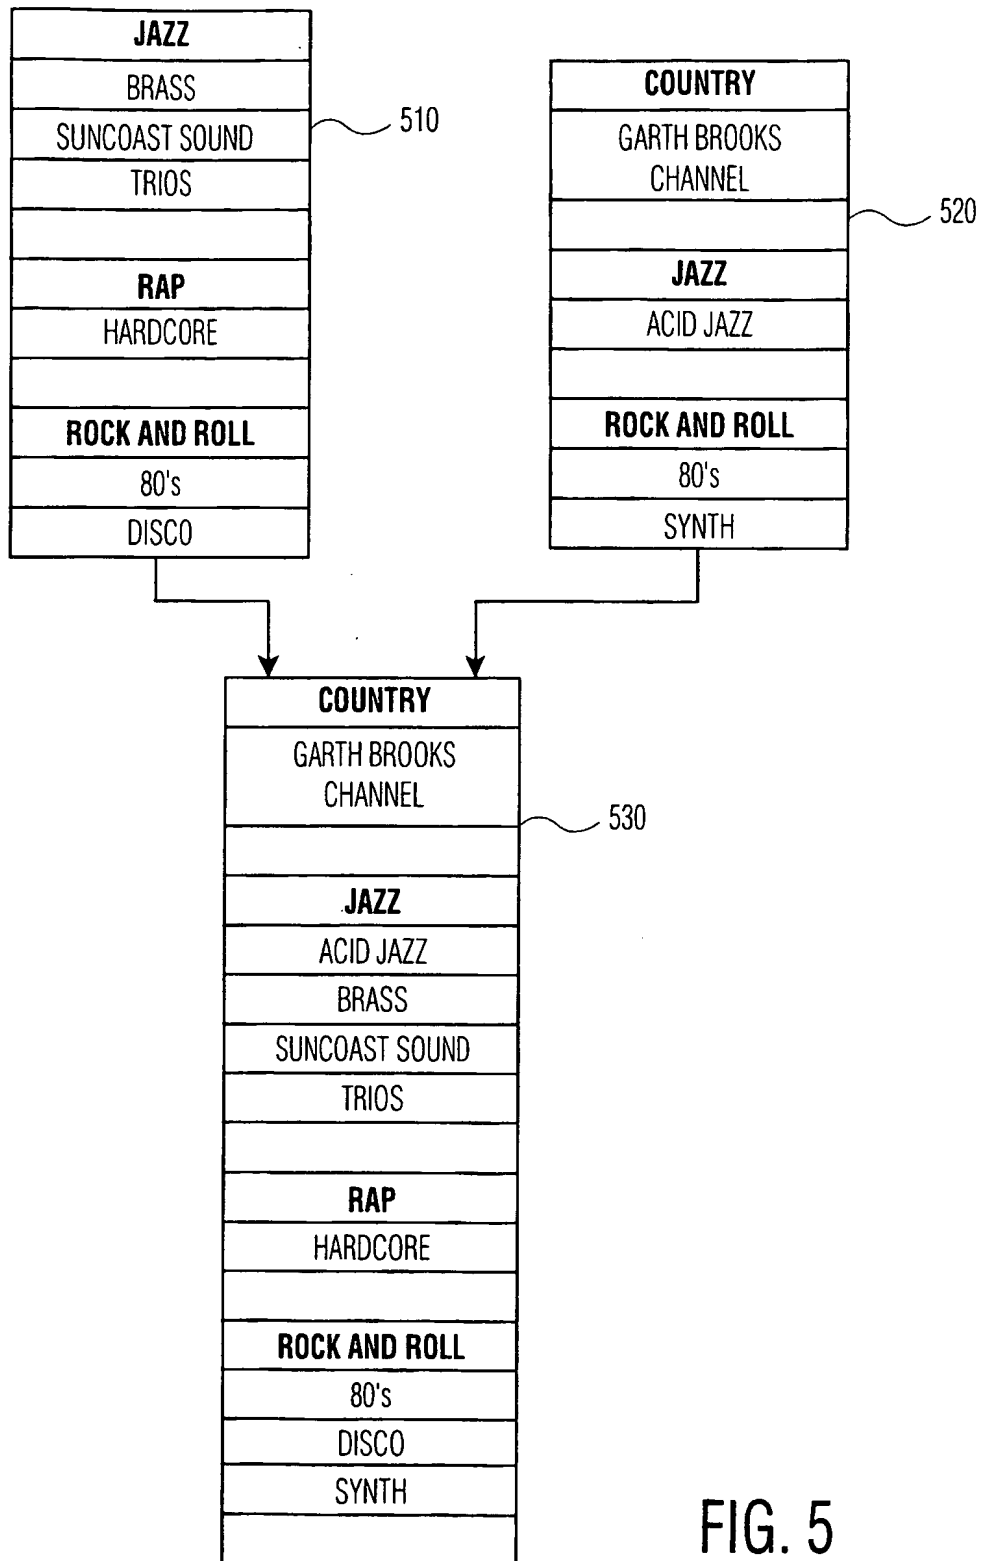 JAZZ
BRASS
SUNCOAST SOUND
TRIOS
RAP
HARDCORE
ROCK AND ROLL
80's
DISCO
510
COUNTRY
GARTH BROOKS
CHANNEL
JAZZ
ACID JAZZ
ROCK AND ROLL
80's
SYNTH
520
COUNTRY
GARTH BROOKS
CHANNEL
JAZZ
ACID JAZZ
BRASS
SUNCOAST SOUND
TRIOS
RAP
HARDCORE
ROCK AND ROLL
80's
DISCO
SYNTH
530
FIG. 5